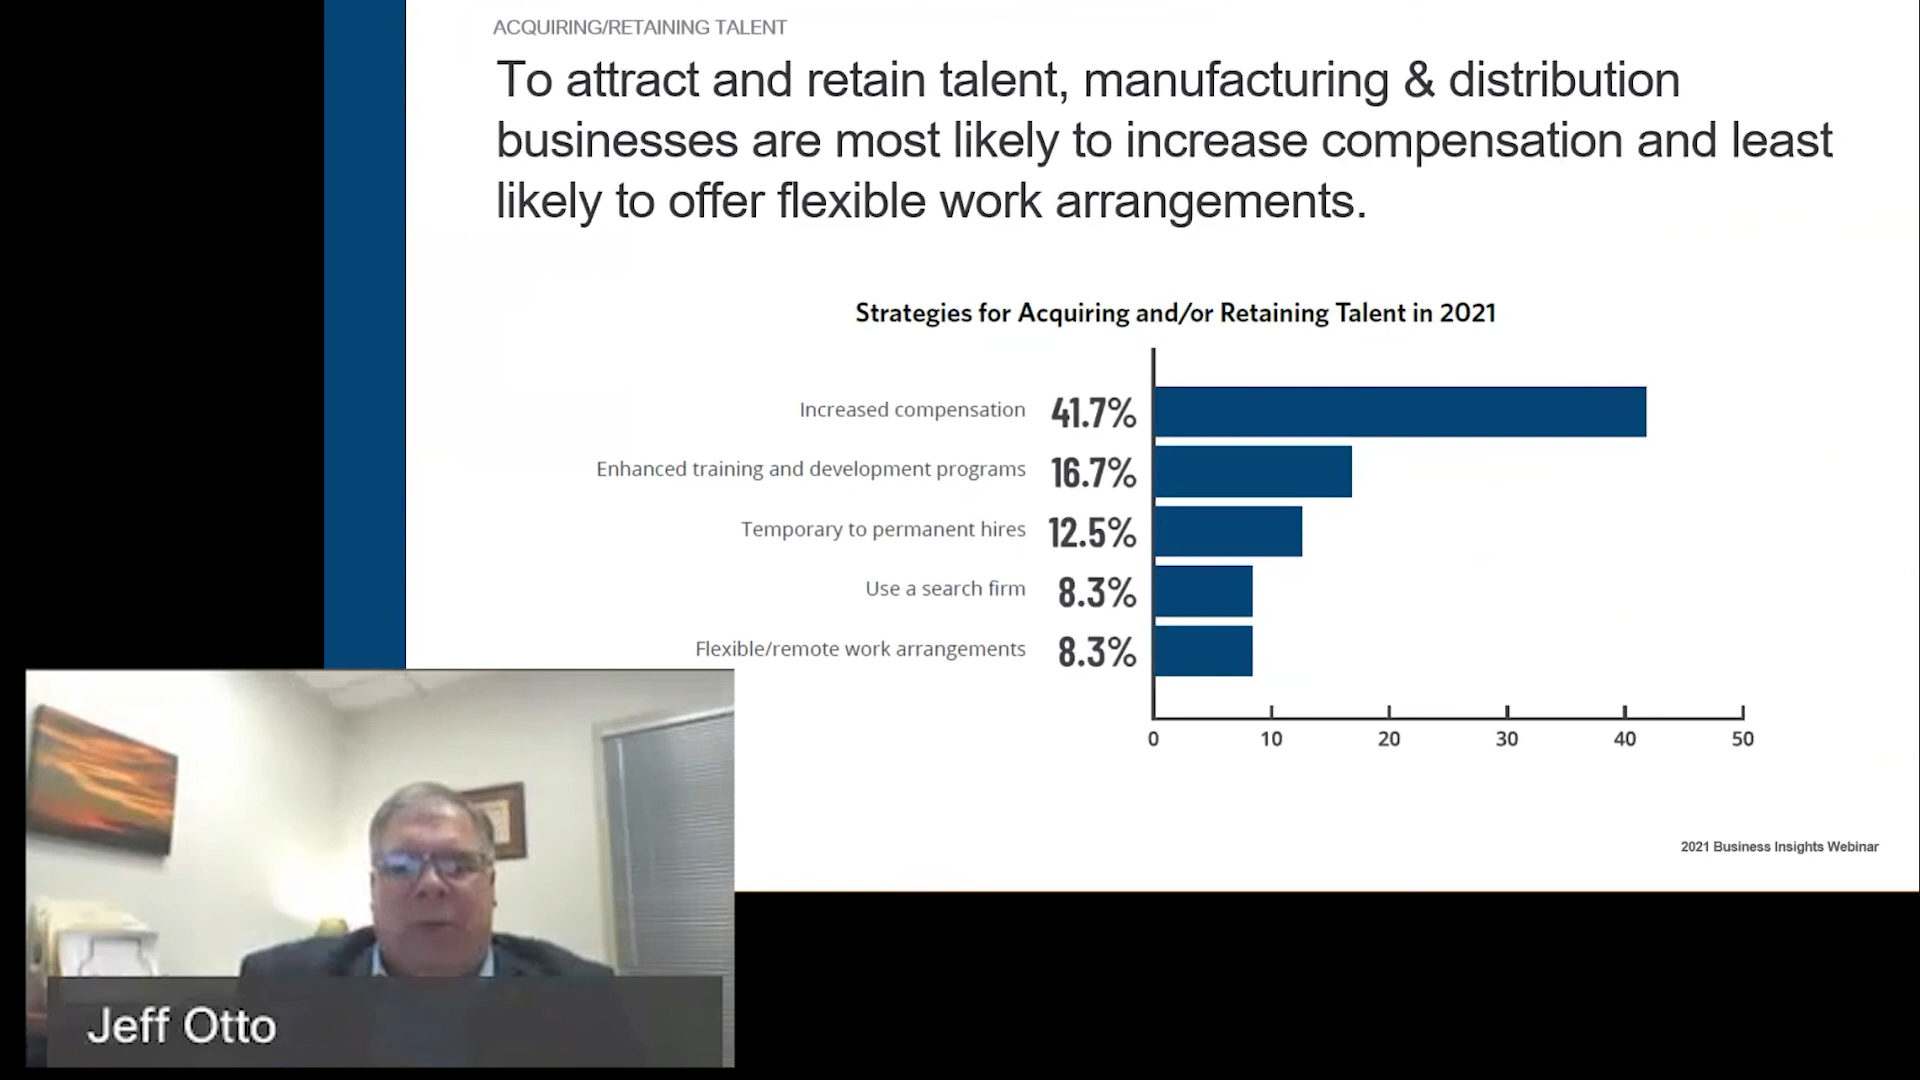 ACQUIRING/RETAINING TALENT
To attract and retain talent, manufacturing & distribution
businesses are most likely to increase compensation and least
likely to offer flexible work arrangements.
Strategies for Acquiring and/or Retaining Talent in 2021
Increased compensation 41.7%
Enhanced training and development programs 16.7%
Temporary to permanent hires 12.5%
Use a search firm 8.3%
Flexible/remote work arrangements 8.3%
0 10 20 30 40 50
2021 Business Insights Webinar
Jeff Otto